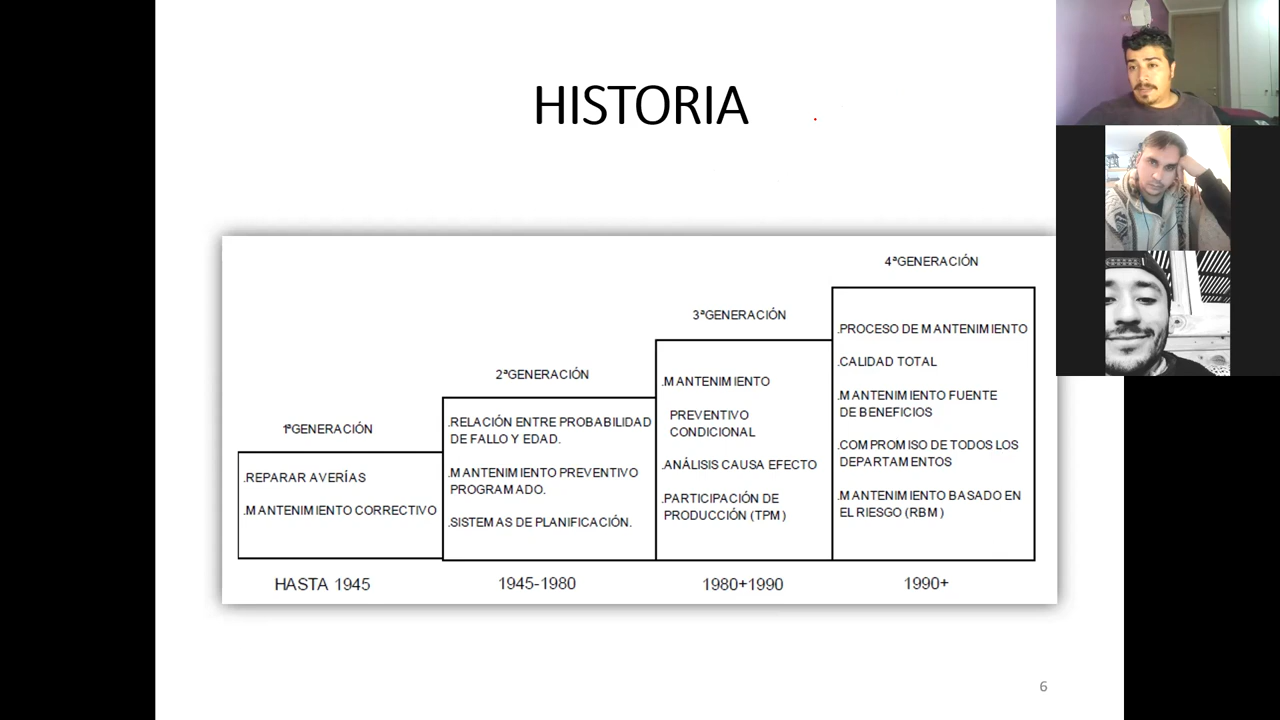 HISTORIA
1ªGENERACIÓN
.REPARAR AVERÍAS
.MANTENIMIENTO CORRECTIVO
HASTA 1945
2ªGENERACIÓN
.RELACIÓN ENTRE PROBABILIDAD
DE FALLO Y EDAD.
.MANTENIMIENTO PREVENTIVO
PROGRAMADO.
.SISTEMAS DE PLANIFICACIÓN.
1945-1980
3ªGENERACIÓN
.MANTENIMIENTO
PREVENTIVO
CONDICIONAL
.ANÁLISIS CAUSA EFECTO
.PARTICIPACIÓN DE
PRODUCCIÓN (TPM)
1980+1990
4ªGENERACIÓN
.PROCESO DE MANTENIMIENTO
.CALIDAD TOTAL
.MANTENIMIENTO FUENTE
DE BENEFICIOS
.COMPROMISO DE TODOS LOS
DEPARTAMENTOS
.MANTENIMIENTO BASADO EN
EL RIESGO (RBM)
1990+
6